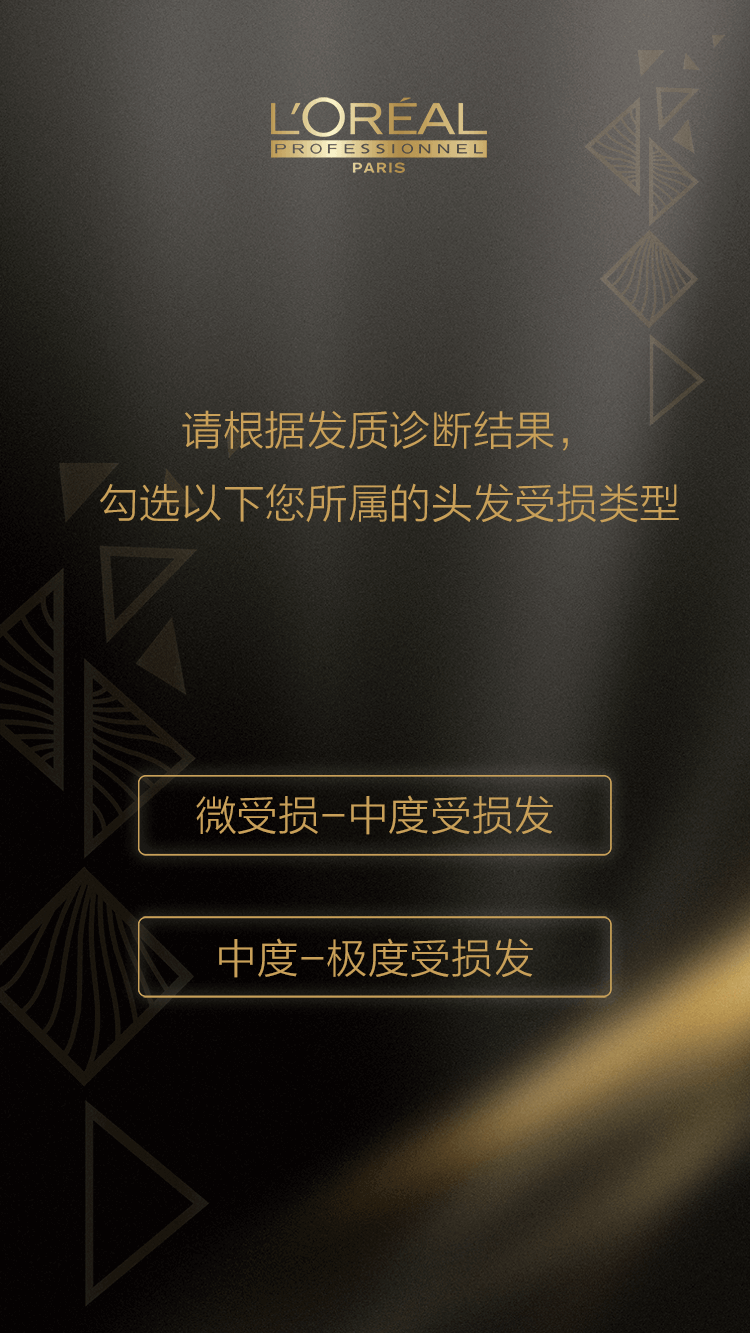 L'ORÉAL
PROFESSIONNEL
PARIS
请根据发质诊断结果，
勾选以下您所属的头发受损类型
微受损-中度受损发
中度-极度受损发